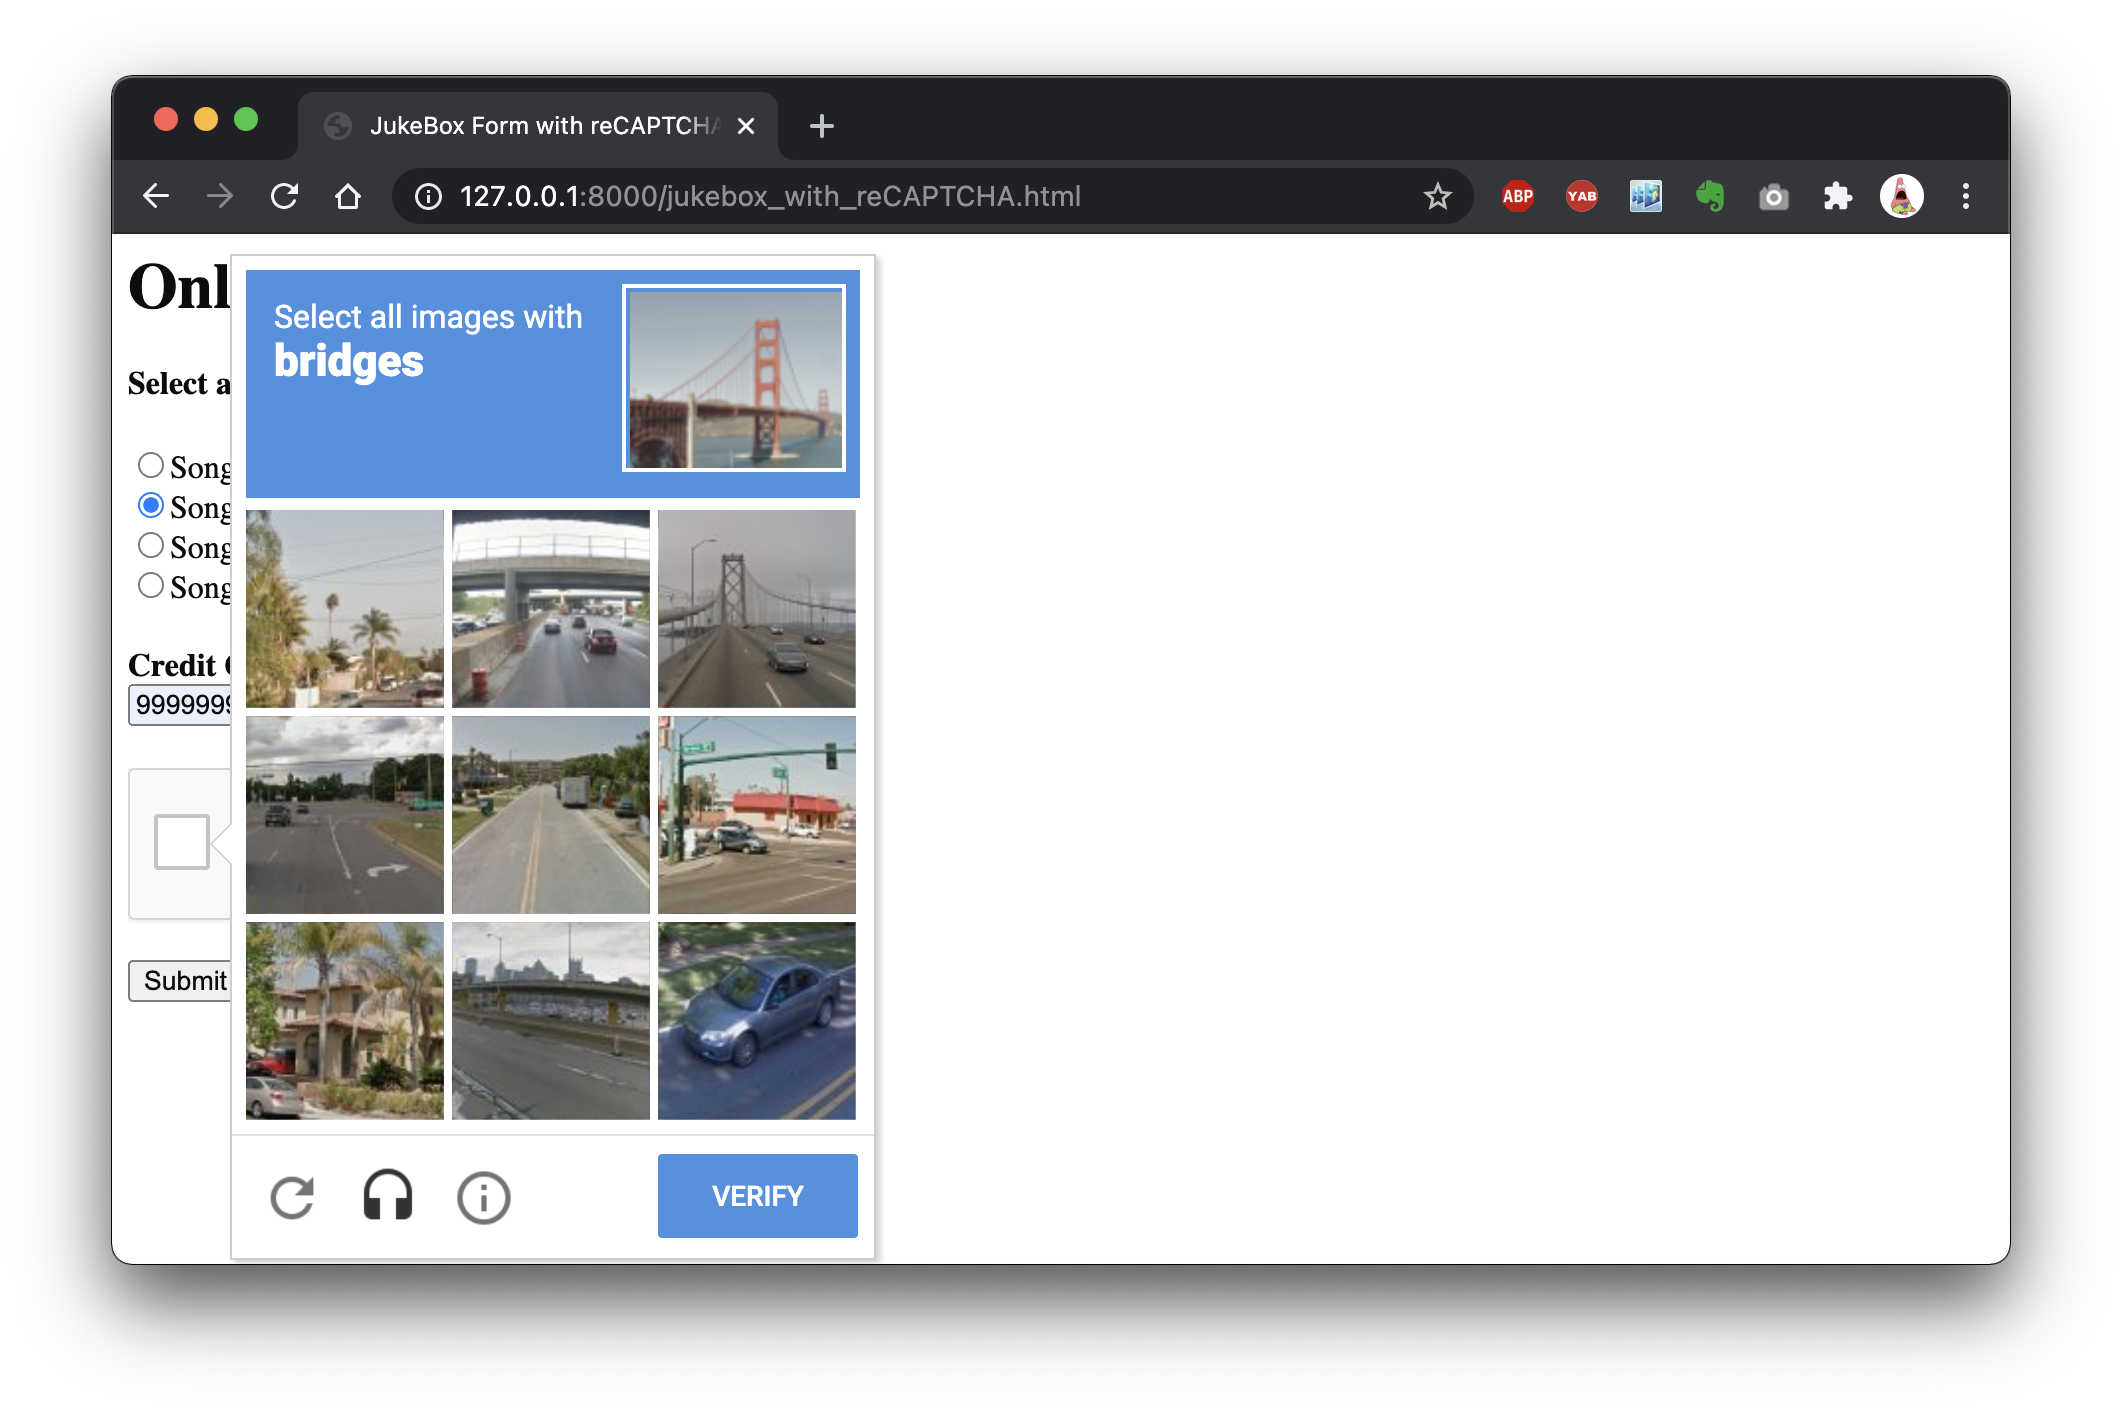 JukeBox Form with reCAPTCHA
127.0.0.1:8000/jukebox_with_reCAPTCHA.html
ABP
YAB
Onl
Select a
Song
Song
Song
Song
Credit
9999999
Submit
Select all images with
bridges
VERIFY